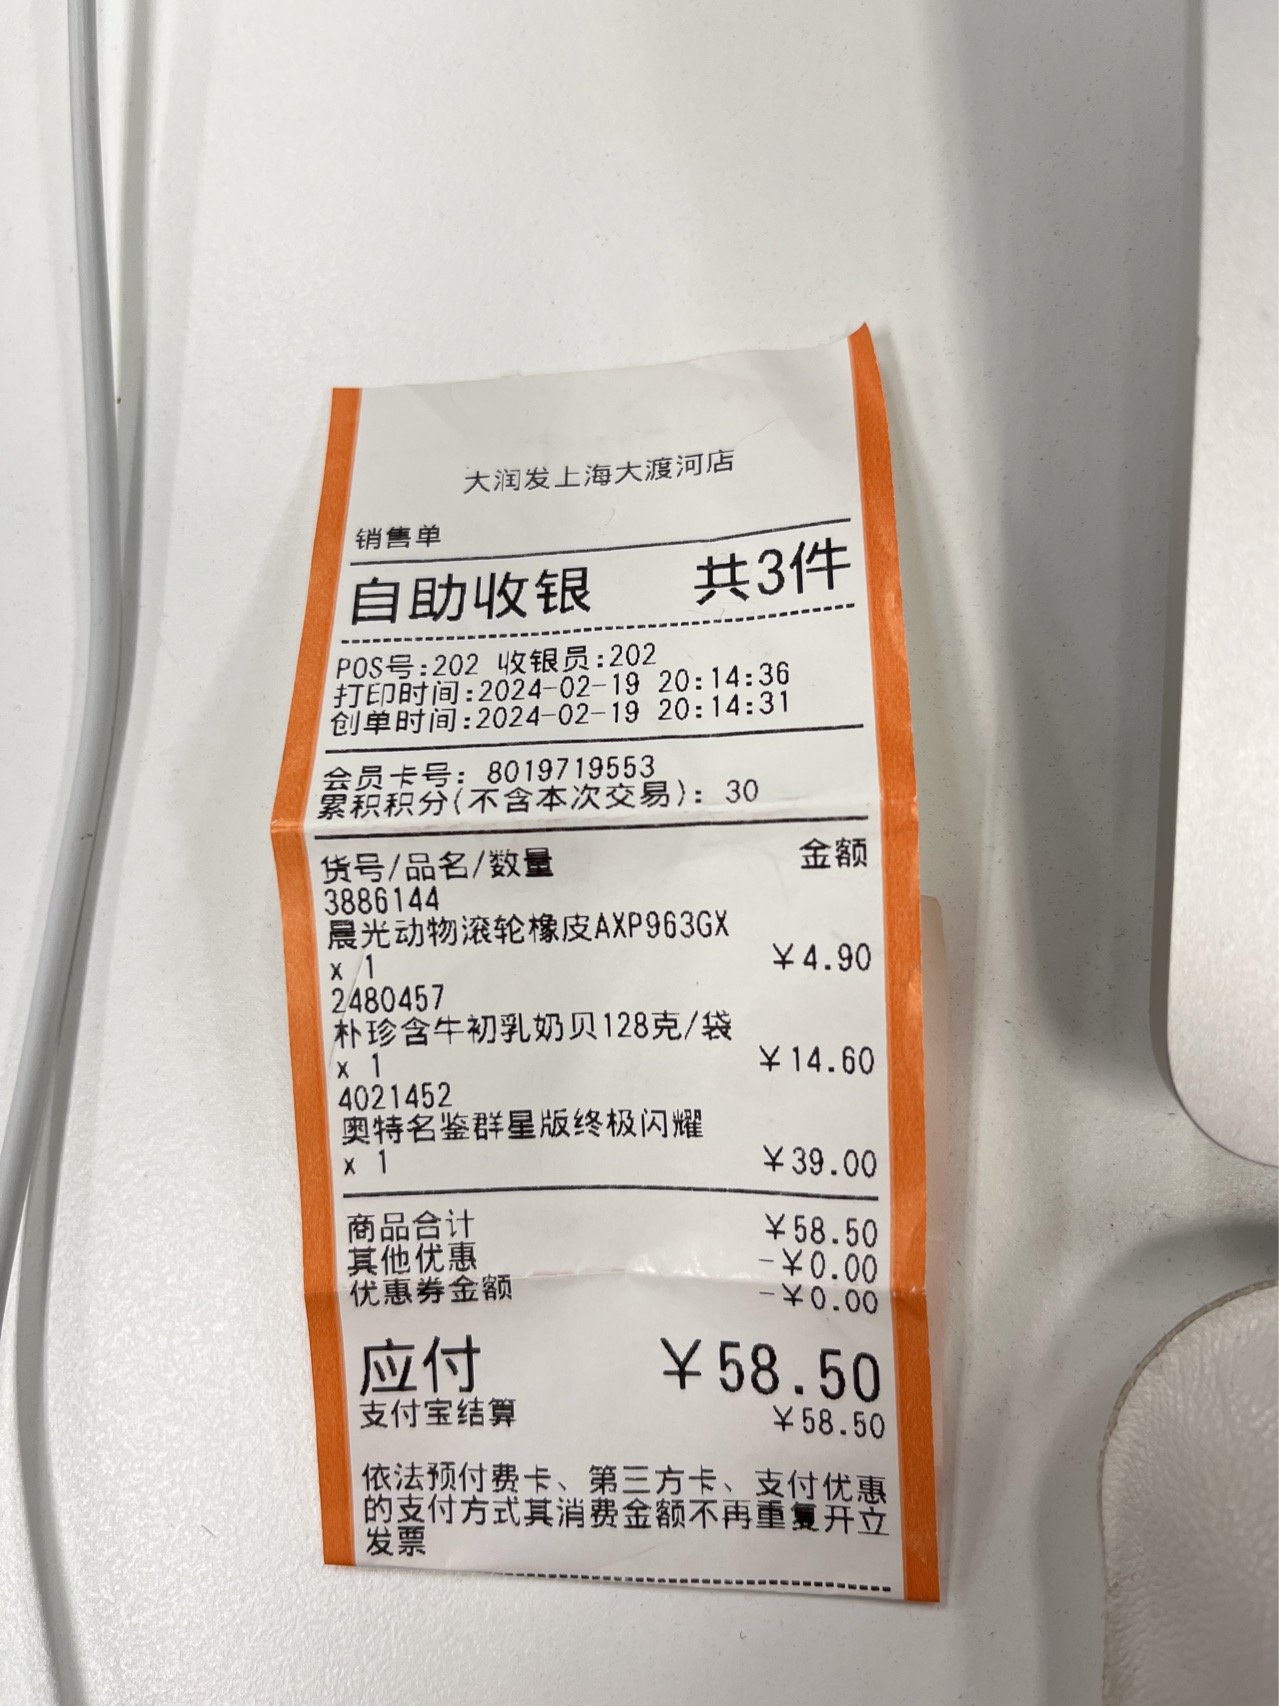 大润发上海大渡河店
销售单
自助收银 共3件
POS号:202 收银员:202
打印时间:2024-02-19 20:14:36
创单时间:2024-02-19 20:14:31
会员卡号: 8019719553
累积积分(不含本次交易): 30
货号/品名/数量 金额
3886144
晨光动物滚轮橡皮AXP963GX
x 1 ¥4.90
2480457
朴珍含牛初乳奶贝128克/袋
x 1 ¥14.60
4021452
奥特名鉴群星版终极闪耀
x 1 ¥39.00
商品合计 ¥58.50
其他优惠 -¥0.00
优惠券金额 -¥0.00
应付 ¥58.50
支付宝结算 ¥58.50
依法预付费卡、第三方卡、支付优惠
的支付方式其消费金额不再重复开立
发票